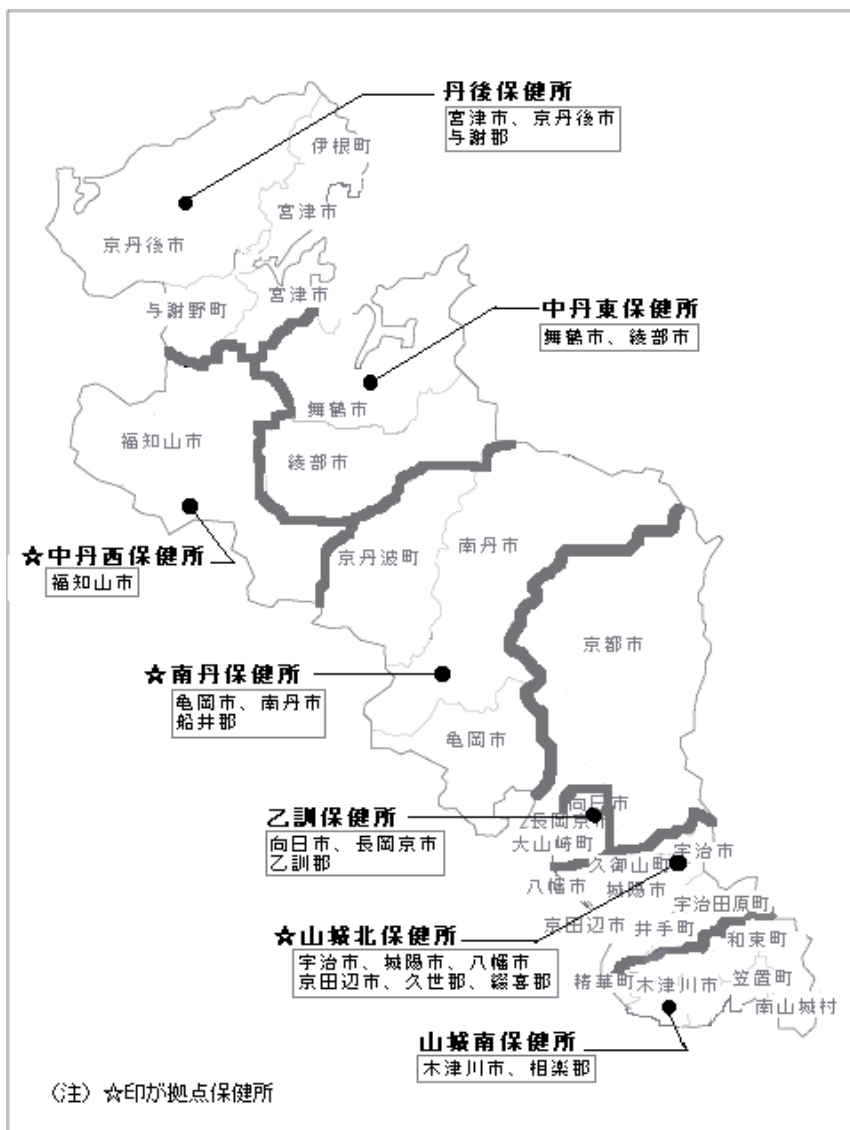 丹後保健所
宮津市、京丹後市
与謝郡
伊根町
宮津市
京丹後市
宮津市
与謝野町
中丹東保健所
舞鶴市、綾部市
舞鶴市
福知山市
綾部市
☆中丹西保健所
福知山市
京丹波町
南丹市
京都市
☆南丹保健所
亀岡市、南丹市
船井郡
亀岡市
乙訓保健所
向日市、長岡京市
乙訓郡
向日市
長岡京市
大山崎町
宇治市
久御山町
八幡市
城陽市
宇治田原町
京田辺市
井手町
☆山城北保健所
宇治市、城陽市、八幡市
京田辺市、久世郡、綴喜郡
和束町
精華町
木津川市
笠置町
南山城村
山城南保健所
木津川市、相楽郡
(注) ☆印が拠点保健所